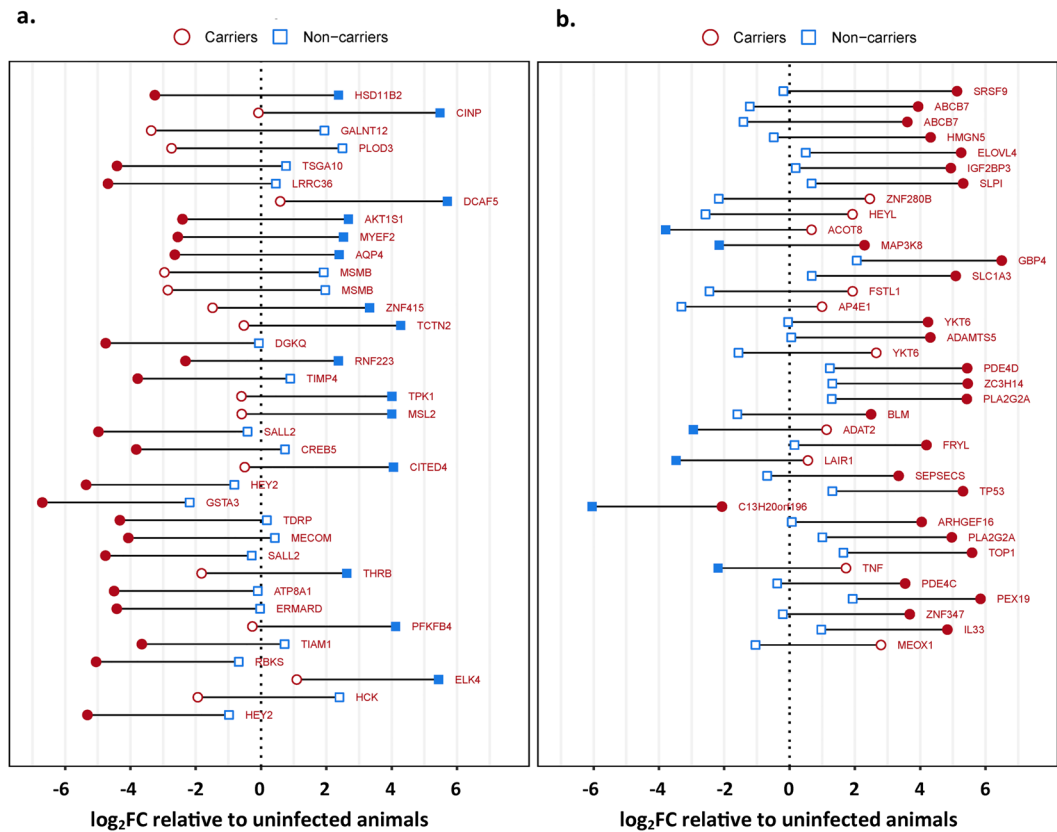 a.
Carriers
Non−carriers
HSD11B2
CINP
GALNT12
PLOD3
TSGA10
LRRC36
DCAF5
AKT1S1
MYEF2
AQP4
MSMB
MSMB
ZNF415
TCTN2
DGKQ
RNF223
TIMP4
TPK1
MSL2
SALL2
CREB5
CITED4
HEY2
GSTA3
TDRP
MECOM
SALL2
THRB
ATP8A1
ERMARD
PFKFB4
TIAM1
RBKS
ELK4
HCK
HEY2
-6 -4 -2 0 2 4 6
log₂FC relative to uninfected animals
b.
Carriers
Non−carriers
SRSF9
ABCB7
ABCB7
HMGN5
ELOVL4
IGF2BP3
SLPI
ZNF280B
HEYL
ACOT8
MAP3K8
GBP4
SLC1A3
FSTL1
AP4E1
YKT6
ADAMTS5
YKT6
PDE4D
ZC3H14
PLA2G2A
BLM
ADAT2
FRYL
LAIR1
SEPSECS
TP53
C13H20orf196
ARHGEF16
PLA2G2A
TOP1
TNF
PDE4C
PEX19
ZNF347
IL33
MEOX1
-6 -4 -2 0 2 4 6
log₂FC relative to uninfected animals